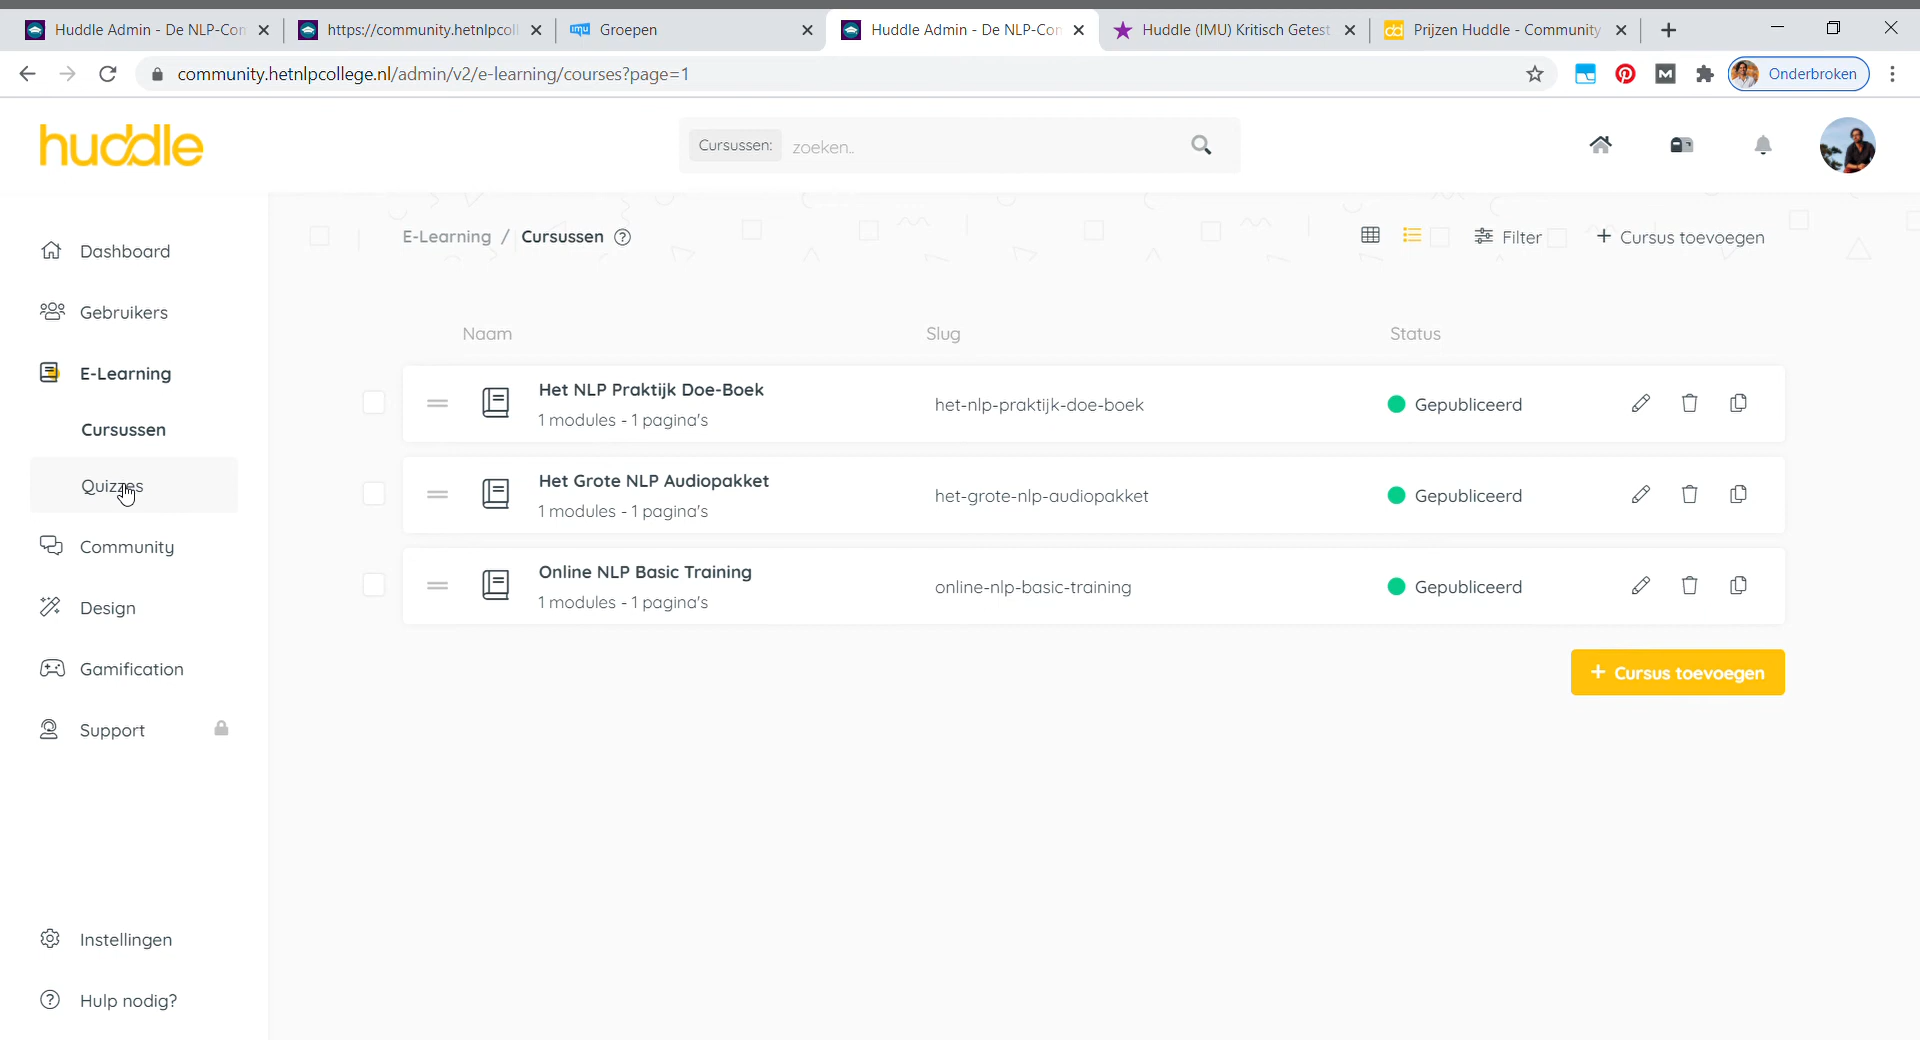 Huddle Admin - De NLP-Con
https://community.hetnlpcoll
Groepen
Huddle Admin - De NLP-Com
Huddle (IMU) Kritisch Getest
Prijzen Huddle - Community
community.hetnlpcollege.nl/admin/v2/e-learning/courses?page=1
Onderbroken
huddle
Cursussen: zoeken..
E-Learning / Cursussen ?
Filter
+ Cursus toevoegen
Dashboard
Gebruikers
E-Learning
Cursussen
Quizzes
Community
Design
Gamification
Support
Instellingen
Hulp nodig?
Naam Slug Status
Het NLP Praktijk Doe-Boek
1 modules - 1 pagina's
het-nlp-praktijk-doe-boek
Gepubliceerd
Het Grote NLP Audiopakket
1 modules - 1 pagina's
het-grote-nlp-audiopakket
Gepubliceerd
Online NLP Basic Training
1 modules - 1 pagina's
online-nlp-basic-training
Gepubliceerd
+ Cursus toevoegen